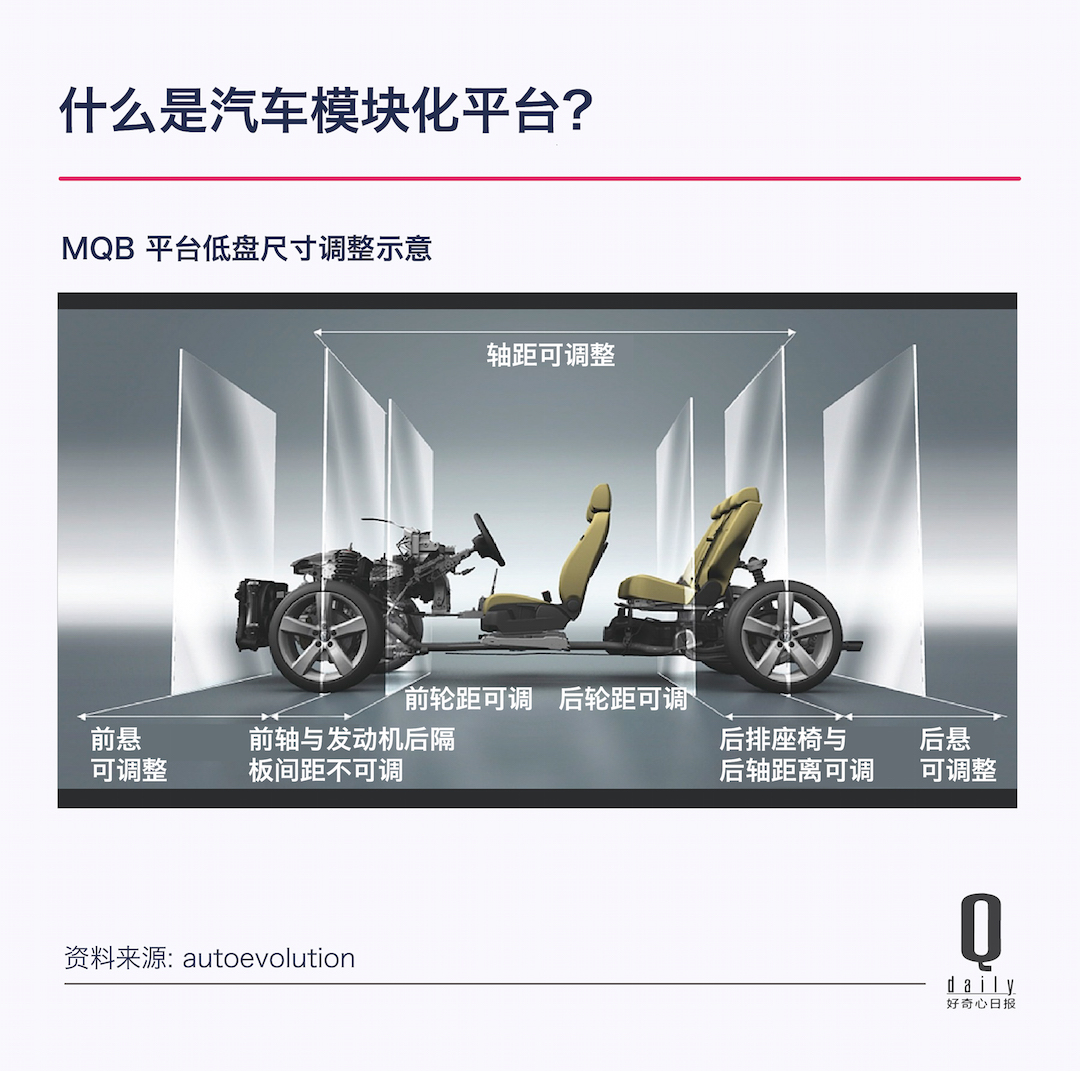 什么是汽车模块化平台?
MQB 平台低盘尺寸调整示意
轴距可调整
前轮距可调 后轮距可调
前悬
可调整
前轴与发动机后隔
板间距不可调
后排座椅与
后轴距离可调
后悬
可调整
资料来源: autoevolution
Q
daily
好奇心日报